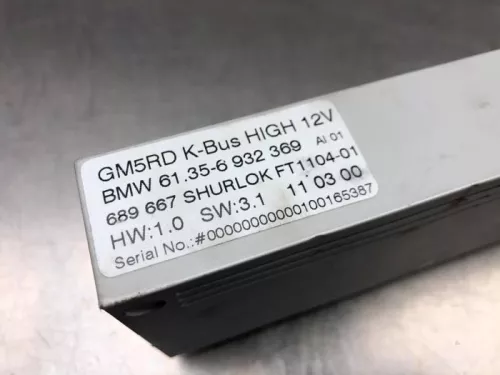 GM5RD K-Bus HIGH 12V
BMW 61.35-6 932 369 AI 01
689 667 SHURLOK FT1104-01
HW:1.0 SW:3.1 11 03 00
Serial No.:#00000000000100165387